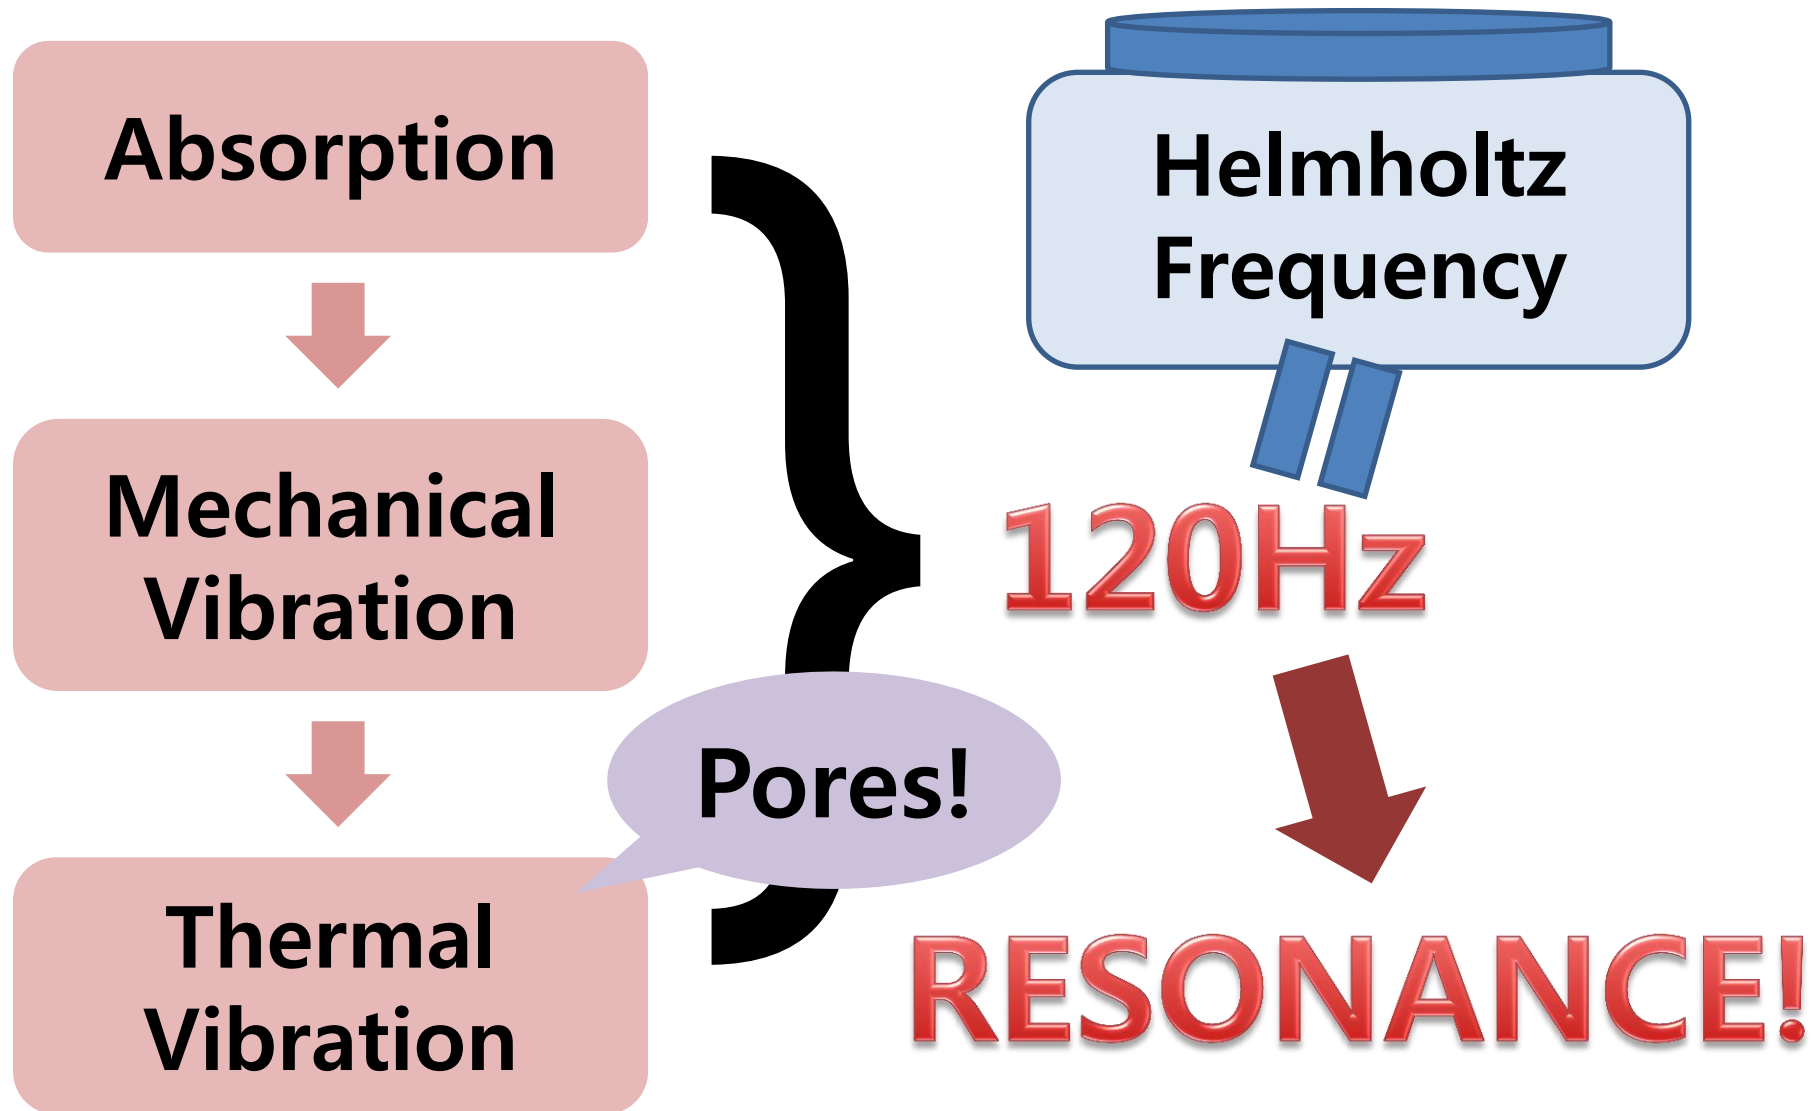 Absorption
Mechanical
Vibration
Thermal
Vibration
Pores!
Helmholtz
Frequency
120Hz
RESONANCE!